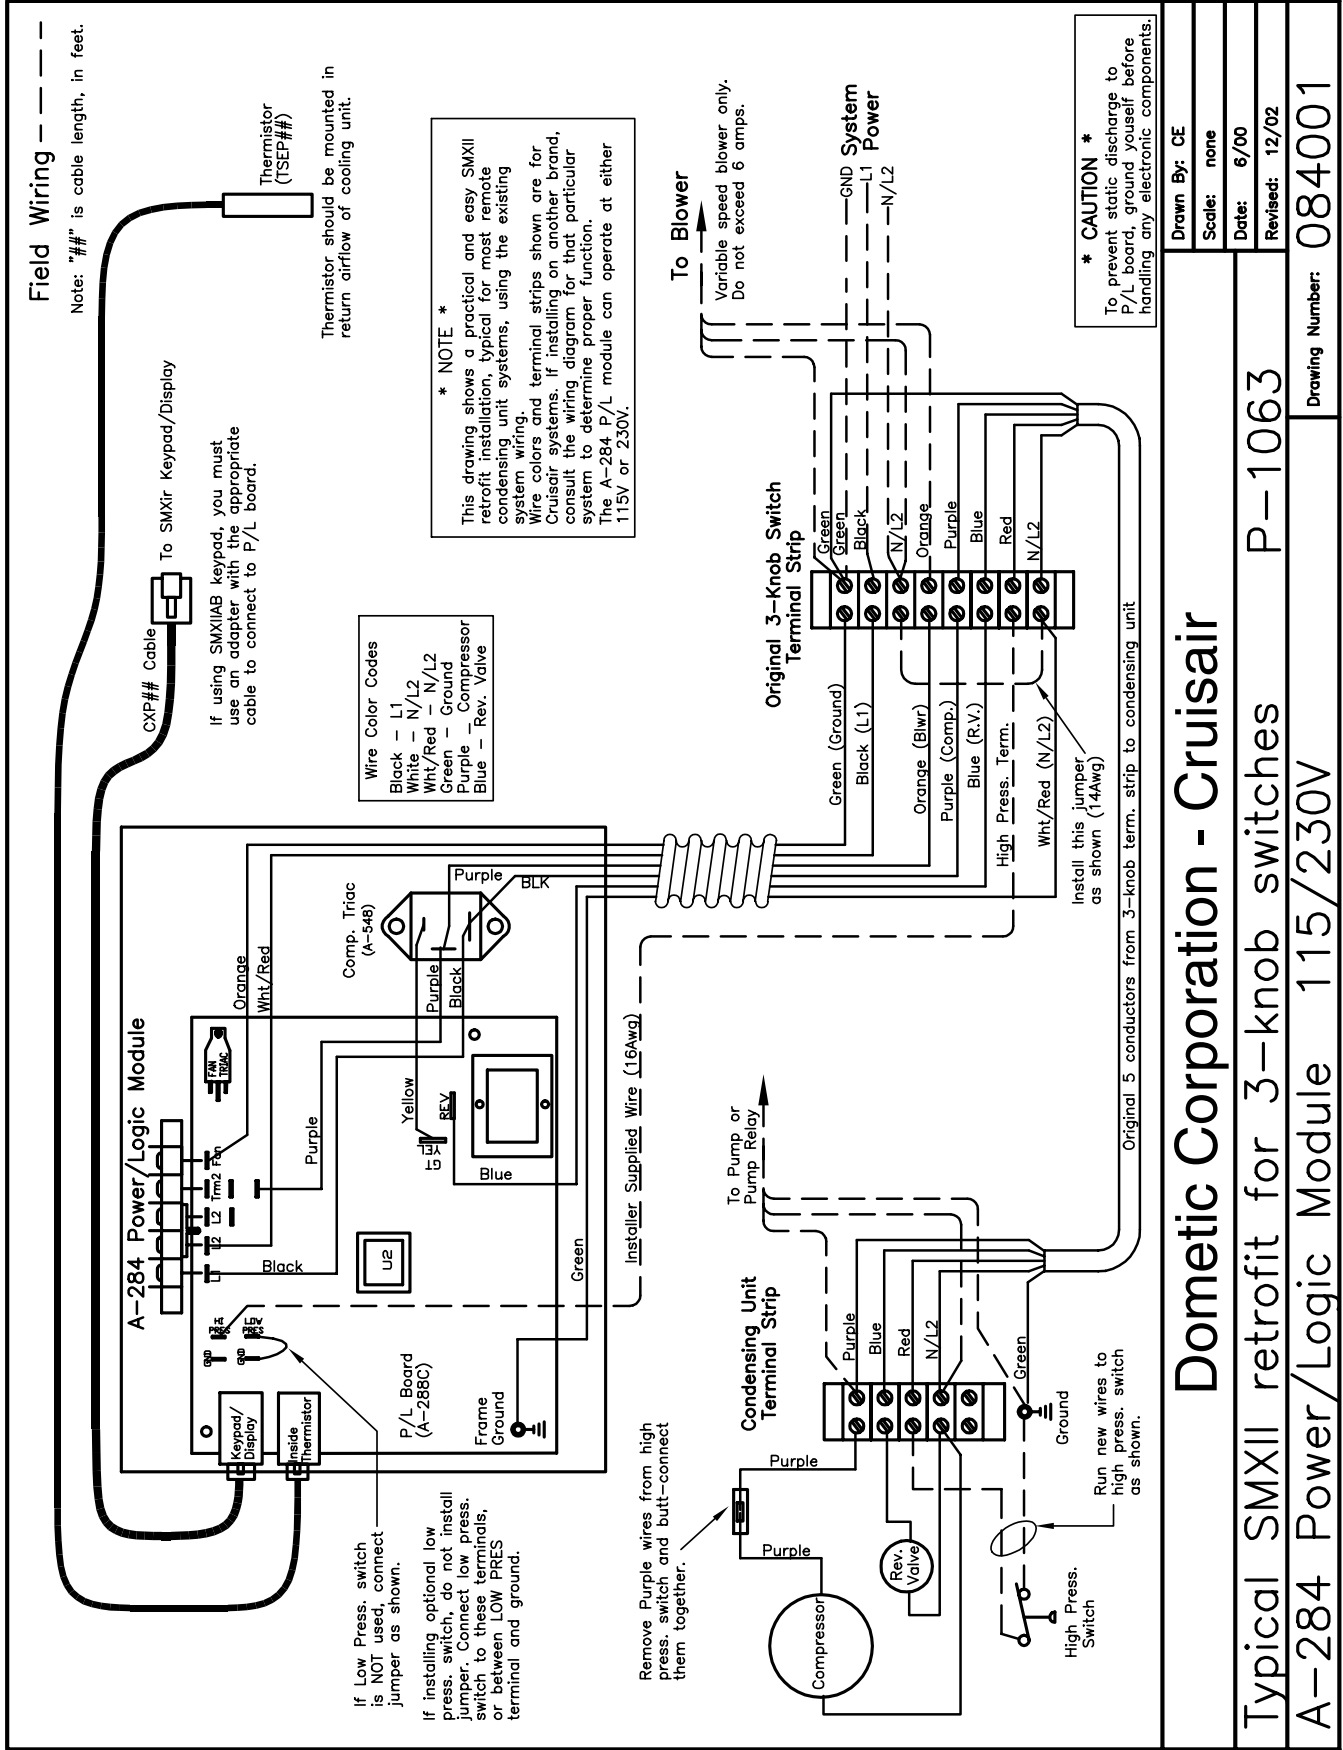 Field Wiring
Note: "##" is cable length, in feet.
Thermistor
(TSEP##)
Thermistor should be mounted in
return airflow of cooling unit.
CXP## Cable
To SMXir Keypad/Display
If using SMXIIAB keypad, you must
use an adapter with the appropriate
cable to connect to P/L board.
* NOTE *
This drawing shows a practical and easy SMXII
retrofit installation, typical for most remote
condensing unit systems, using the existing
system wiring.
Wire colors and terminal strips shown are for
Cruisair systems. If installing on another brand,
consult the wiring diagram for that particular
system to determine proper function.
The A-284 P/L module can operate at either
115V or 230V.
Wire Color Codes
Black - L1
White - N/L2
Wht/Red - N/L2
Green - Ground
Purple - Compressor
Blue - Rev. Valve
A-284 Power/Logic Module
FAN
TRIAC
Orange
Wht/Red
Comp. Triac
(A-548)
Purple
BLK
Purple
Black
Yellow
REV
GT
YEL
Blue
Purple
Fan
Trm2
L2
L2
L1
Black
U2
HI
PRES
LOW
PRES
GND
GND
Keypad/
Display
Inside
Thermistor
P/L Board
(A-288C)
Frame
Ground
Green
Installer Supplied Wire (16Awg)
If Low Press. switch
is NOT used, connect
jumper as shown.
If installing optional low
press. switch, do not install
jumper. Connect low press.
switch to these terminals,
or between LOW PRES
terminal and ground.
To Blower
Variable speed blower only.
Do not exceed 6 amps.
GND
L1
N/L2
System
Power
Original 3-Knob Switch
Terminal Strip
Green
Green
Black
N/L2
Orange
Purple
Blue
Red
N/L2
Green (Ground)
Black (L1)
Orange (Blwr)
Purple (Comp.)
Blue (R.V.)
High Press. Term.
Wht/Red (N/L2)
Install this jumper
as shown (14Awg)
Original 5 conductors from 3-knob term. strip to condensing unit
To Pump or
Pump Relay
Condensing Unit
Terminal Strip
Purple
Blue
Red
N/L2
Green
Ground
Remove Purple wires from high
press. switch and butt-connect
them together.
Purple
Purple
Compressor
Rev.
Valve
High Press.
Switch
Run new wires to
high press. switch
as shown.
* CAUTION *
To prevent static discharge to
P/L board, ground youself before
handling any electronic components.
Dometic Corporation - Cruisair
Drawn By: CE
Scale: none
Date: 6/00
Revised: 12/02
Typical SMXII retrofit for 3-knob switches P-1063
A-284 Power/Logic Module 115/230V
Drawing Number: 084001